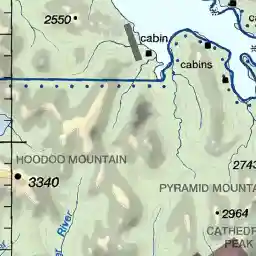 2550
cabin
cabins
HOODOO MOUNTAIN
2743
3340
PYRAMID MOUNTA
2964
River
CATHEDR
PEAK